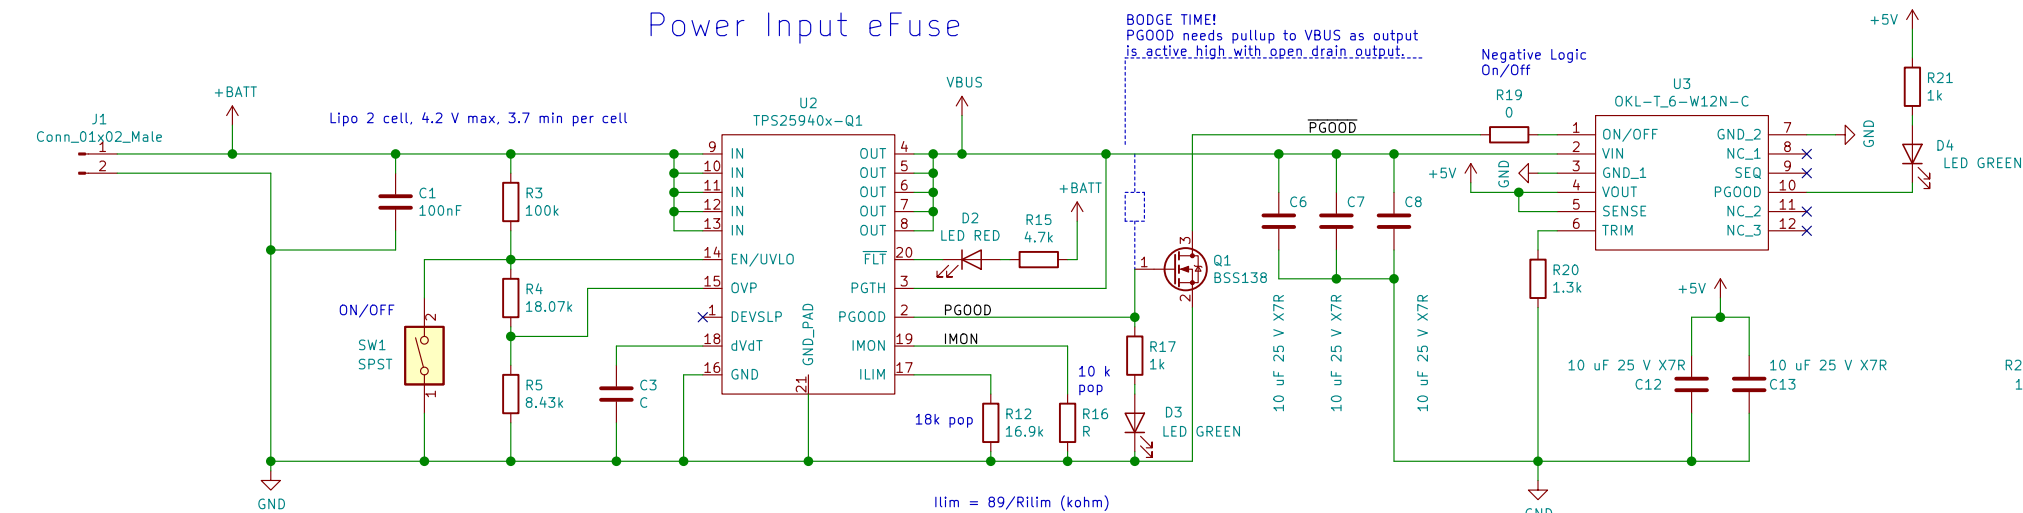 Power Input eFuse
BODGE TIME!
PGOOD needs pullup to VBUS as output
is active high with open drain output.
Negative Logic
On/Off
+5V
R21
1k
D4
LED GREEN
+BATT
Lipo 2 cell, 4.2 V max, 3.7 min per cell
J1
Conn_01x02_Male
1
2
C1
100nF
R3
100k
R4
18.07k
R5
8.43k
ON/OFF
SW1
SPST
2
1
C3
C
U2
TPS25940x-Q1
9 IN
10 IN
11 IN
12 IN
13 IN
14 EN/UVLO
15 OVP
1 DEVSLP
18 dVdT
16 GND
GND_PAD
21
OUT 4
OUT 5
OUT 6
OUT 7
OUT 8
FLT 20
PGTH 3
PGOOD 2
IMON 19
ILIM 17
VBUS
D2
LED RED
R15
4.7k
+BATT
PGOOD
IMON
18k pop
R12
16.9k
10 k
pop
R16
R
R17
1k
D3
LED GREEN
Q1
BSS138
1
3
2
Ilim = 89/Rilim (kohm)
GND
PGOOD
R19
0
C6
10 uF 25 V X7R
C7
10 uF 25 V X7R
C8
10 uF 25 V X7R
U3
OKL-T_6-W12N-C
1 ON/OFF
2 VIN
3 GND_1
4 VOUT
5 SENSE
6 TRIM
GND_2 7
NC_1 8
SEQ 9
PGOOD 10
NC_2 11
NC_3 12
GND
GND
+5V
R20
1.3k
+5V
10 uF 25 V X7R
C12
10 uF 25 V X7R
C13
GND
R2
1